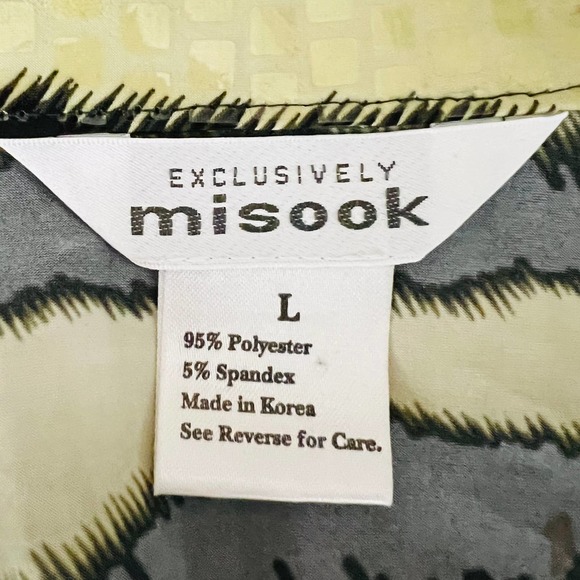 EXCLUSIVELY
misook
L
95% Polyester
5% Spandex
Made in Korea
See Reverse for Care.